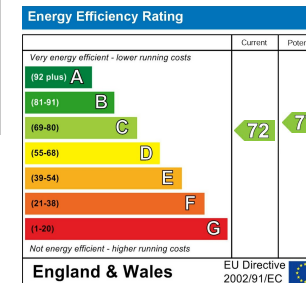 Energy Efficiency Rating
Current
Very energy efficient - lower running costs
(92 plus) A
(81-91) B
(69-80) C
72
(55-68) D
(39-54) E
(21-38) F
(1-20) G
Not energy efficient - higher running costs
England & Wales
EU Directive
2002/91/EC